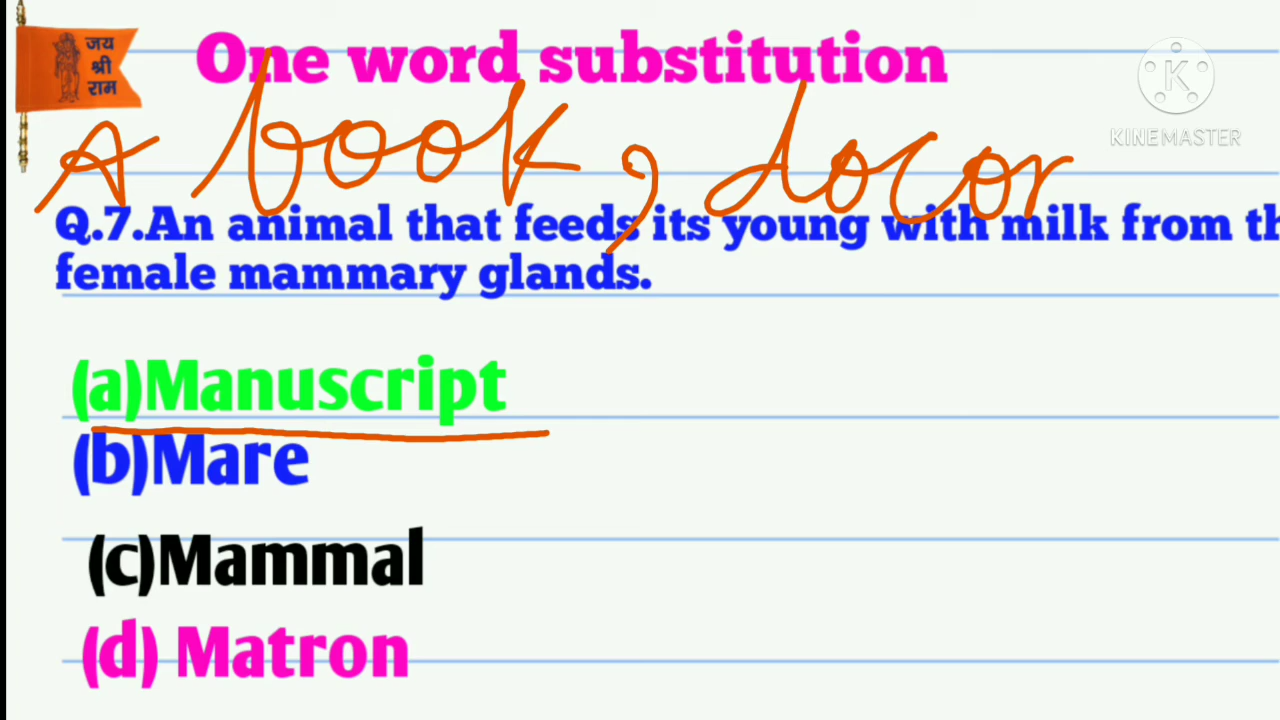 जय
श्री
राम
One word substitution
KINEMASTER
A book, docor
Q.7.An animal that feeds its young with milk from th
female mammary glands.
(a)Manuscript
(b)Mare
(c)Mammal
(d) Matron